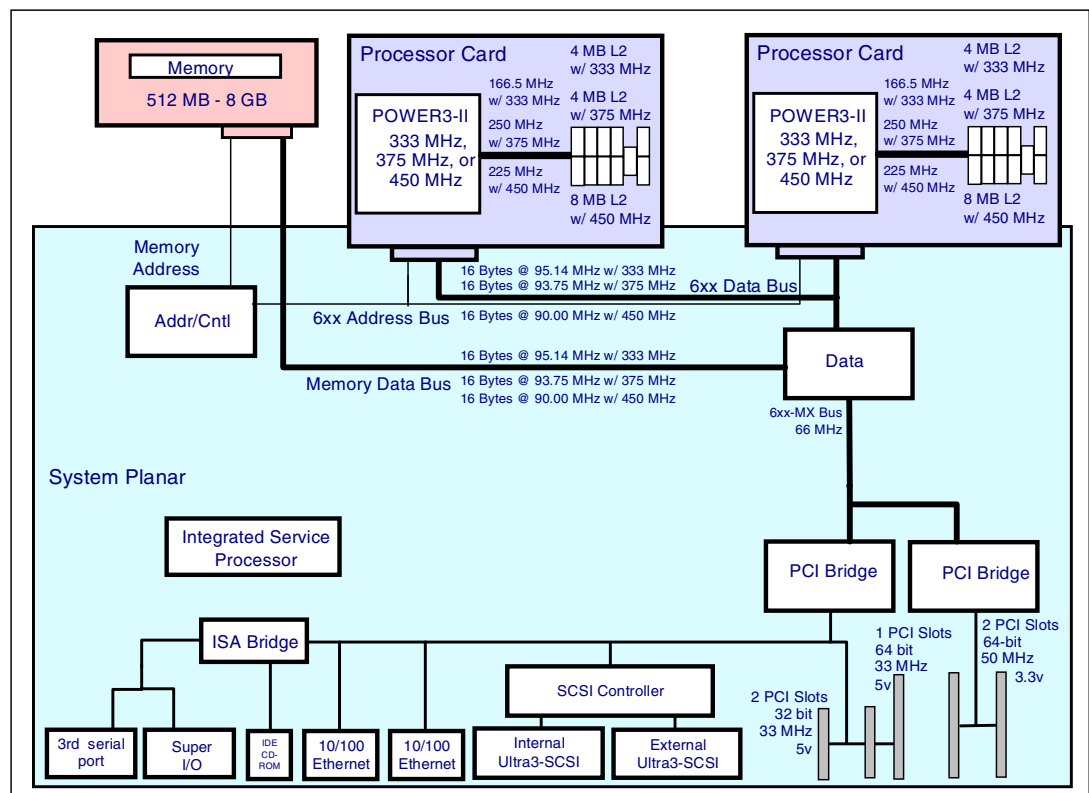 Memory
512 MB - 8 GB
Processor Card
4 MB L2
w/ 333 MHz
166.5 MHz
w/ 333 MHz
4 MB L2
w/ 375 MHz
POWER3-II
333 MHz,
375 MHz, or
450 MHz
250 MHz
w/ 375 MHz
225 MHz
w/ 450 MHz
8 MB L2
w/ 450 MHz
Processor Card
4 MB L2
w/ 333 MHz
166.5 MHz
w/ 333 MHz
4 MB L2
w/ 375 MHz
POWER3-II
333 MHz,
375 MHz, or
450 MHz
250 MHz
w/ 375 MHz
225 MHz
w/ 450 MHz
8 MB L2
w/ 450 MHz
Memory
Address
Addr/Cntl
16 Bytes @ 95.14 MHz w/ 333 MHz
16 Bytes @ 93.75 MHz w/ 375 MHz
6xx Data Bus
6xx Address Bus
16 Bytes @ 90.00 MHz w/ 450 MHz
Data
16 Bytes @ 95.14 MHz w/ 333 MHz
Memory Data Bus
16 Bytes @ 93.75 MHz w/ 375 MHz
16 Bytes @ 90.00 MHz w/ 450 MHz
6xx-MX Bus
66 MHz
System Planar
Integrated Service
Processor
PCI Bridge
PCI Bridge
ISA Bridge
1 PCI Slots
64 bit
33 MHz
5v
2 PCI Slots
64-bit
50 MHz
3.3v
SCSI Controller
2 PCI Slots
32 bit
33 MHz
5v
3rd serial
port
Super
I/O
IDE
CD-
ROM
10/100
Ethernet
10/100
Ethernet
Internal
Ultra3-SCSI
External
Ultra3-SCSI